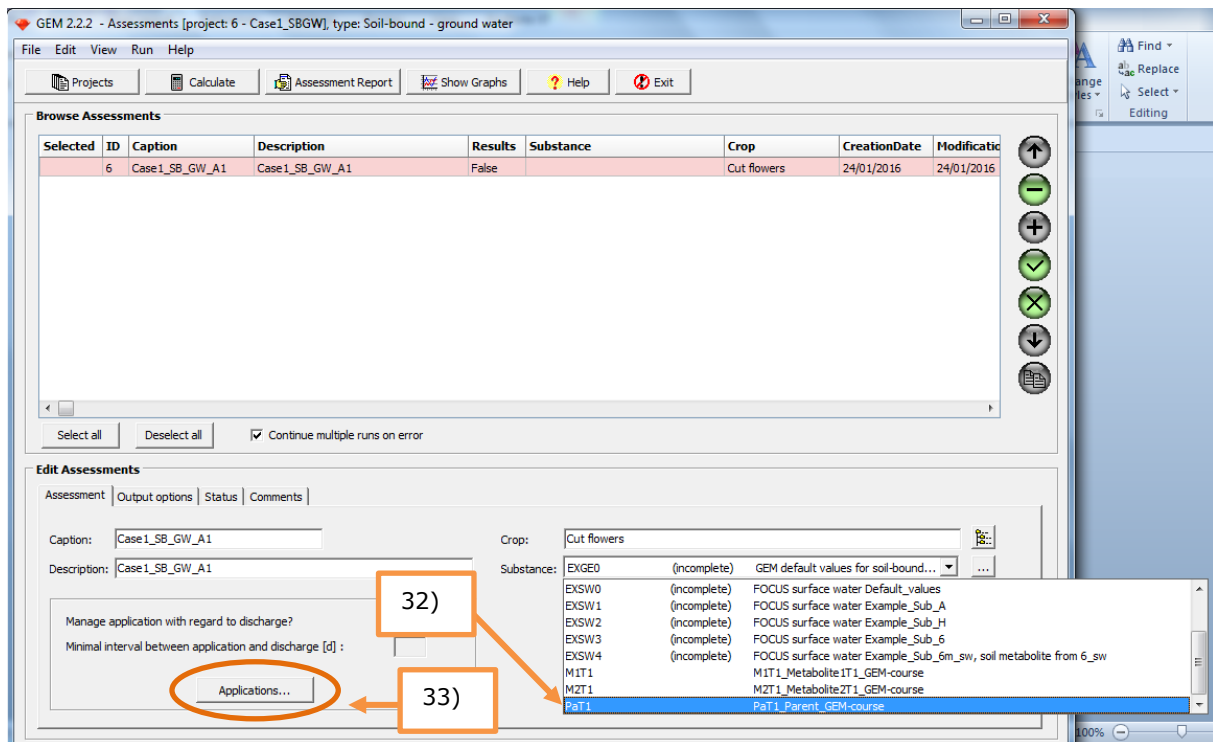 GEM 2.2.2 - Assessments [project: 6 - Case1_SBGW], type: Soil-bound - ground water
File Edit View Run Help
Projects Calculate Assessment Report Show Graphs ? Help Exit
Find
Replace
Select
Editing
ange
Browse Assessments
Selected ID Caption Description Results Substance Crop CreationDate Modificatio
6 Case1_SB_GW_A1 Case1_SB_GW_A1 False Cut flowers 24/01/2016 24/01/2016
Select all Deselect all Continue multiple runs on error
Edit Assessments
Assessment Output options Status Comments
Caption: Case1_SB_GW_A1 Crop: Cut flowers
Description: Case1_SB_GW_A1 Substance: EXGE0 (incomplete) GEM default values for soil-bound... ...
EXSW0 (incomplete) FOCUS surface water Default_values
EXSW1 (incomplete) FOCUS surface water Example_Sub_A
EXSW2 (incomplete) FOCUS surface water Example_Sub_H
EXSW3 (incomplete) FOCUS surface water Example_Sub_6
EXSW4 (incomplete) FOCUS surface water Example_Sub_6m_sw, soil metabolite from 6_sw
M1T1 M1T1_Metabolite1T1_GEM-course
M2T1 M2T1_Metabolite2T1_GEM-course
PaT1 PaT1_Parent_GEM-course
Manage application with regard to discharge?
Minimal interval between application and discharge [d] :
Applications...
32)
33)
100%